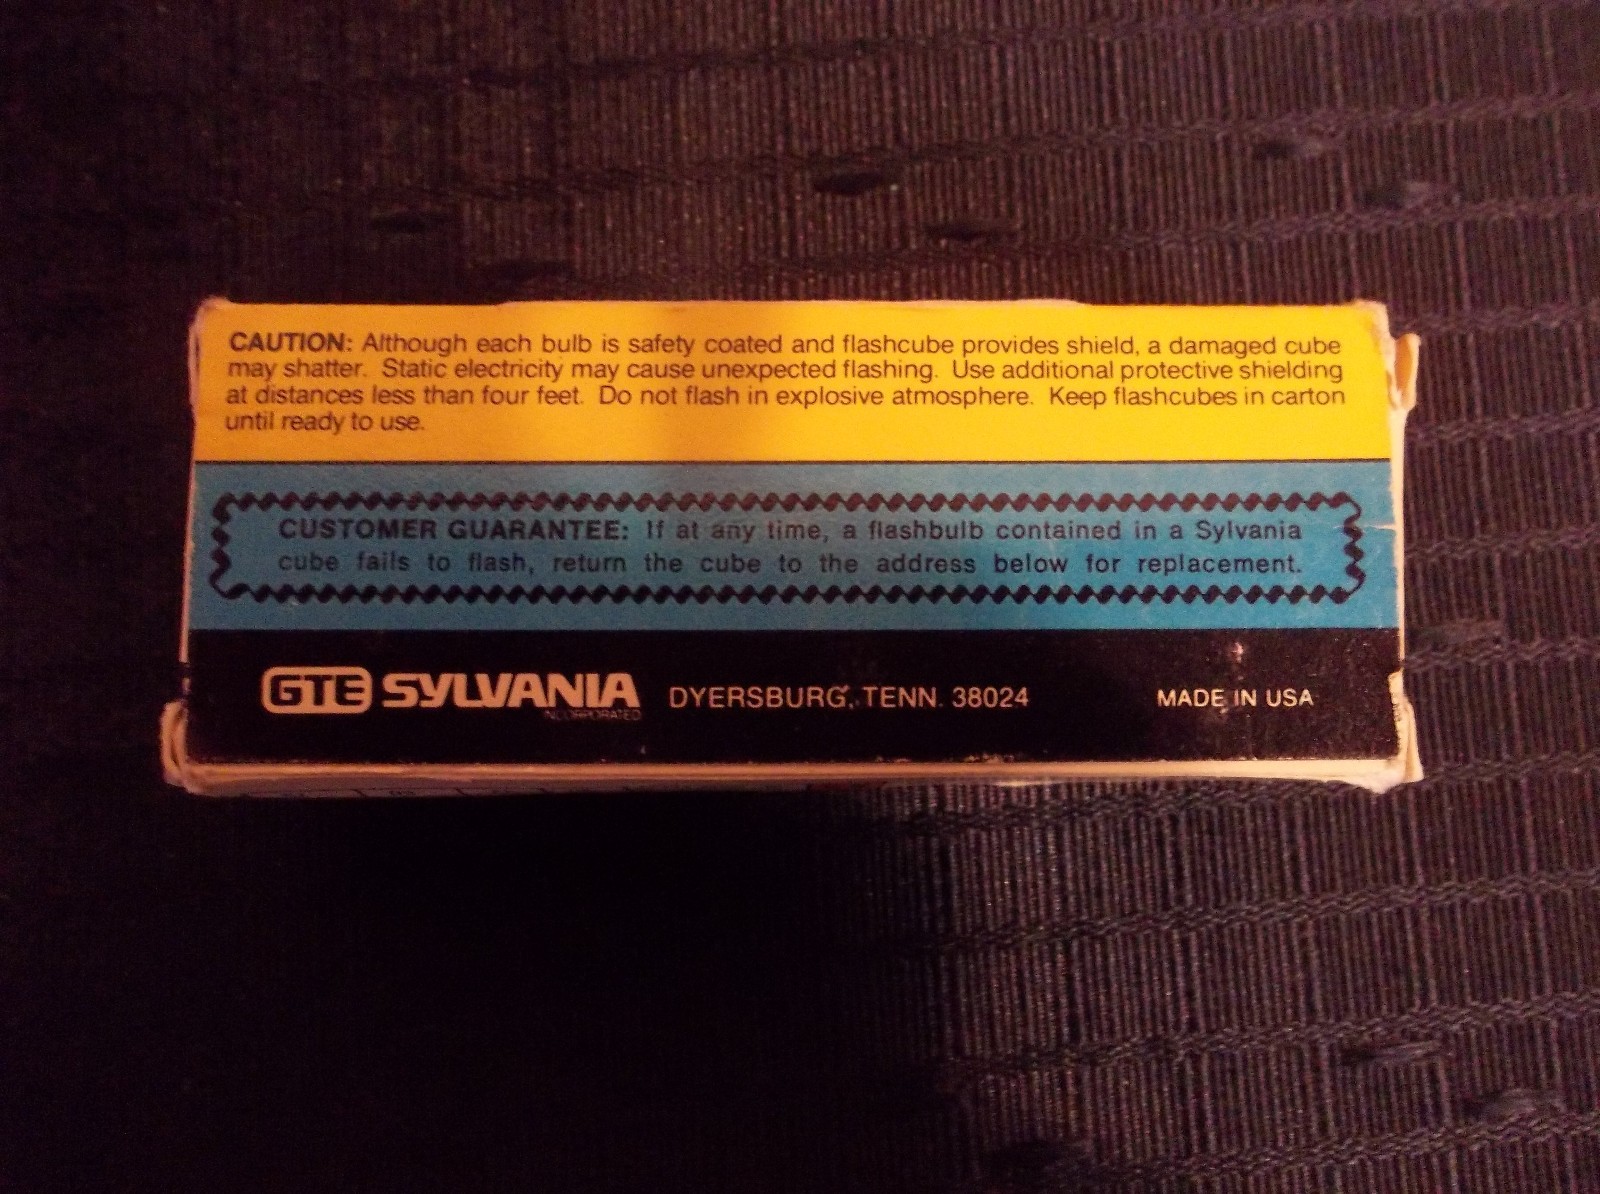 CAUTION: Although each bulb is safety coated and flashcube provides shield, a damaged cube
may shatter. Static electricity may cause unexpected flashing. Use additional protective shielding
at distances less than four feet. Do not flash in explosive atmosphere. Keep flashcubes in carton
until ready to use.
CUSTOMER GUARANTEE: If at any time, a flashbulb contained in a Sylvania
cube fails to flash, return the cube to the address below for replacement.
GTE SYLVANIA DYERSBURG, TENN. 38024 MADE IN USA
INCORPORATED